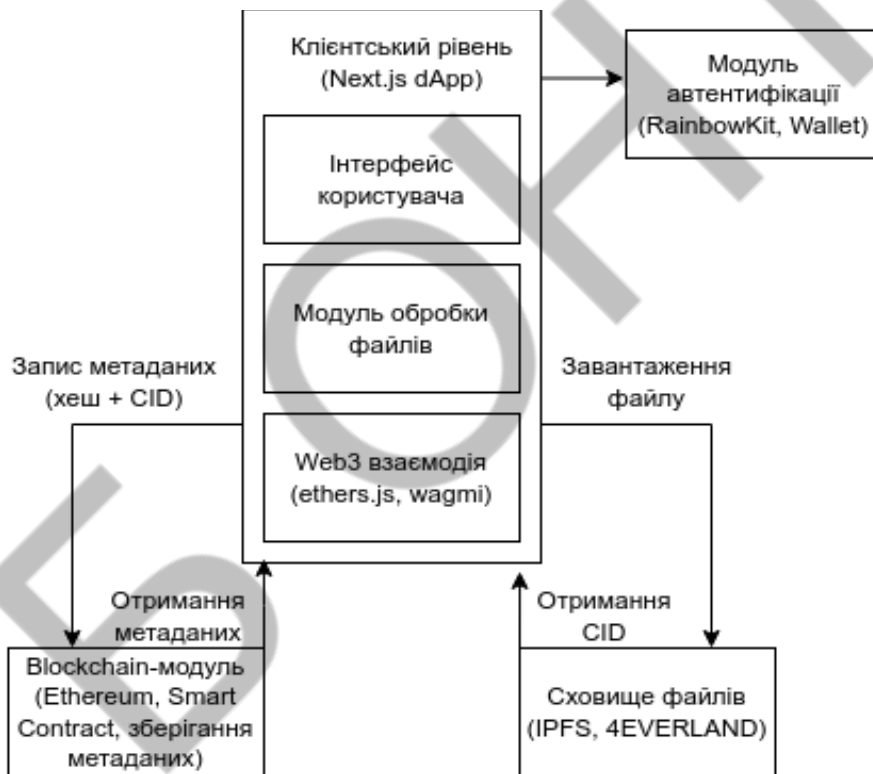 Клієнтський рівень
(Next.js dApp)
Модуль
автентифікації
(RainbowKit, Wallet)
Інтерфейс
користувача
Модуль обробки
файлів
Запис метаданих
(хеш + CID)
Завантаження
файлу
Web3 взаємодія
(ethers.js, wagmi)
Отримання
метаданих
Отримання
CID
Blockchain-модуль
(Ethereum, Smart
Contract, зберігання
метаданих)
Сховище файлів
(IPFS, 4EVERLAND)